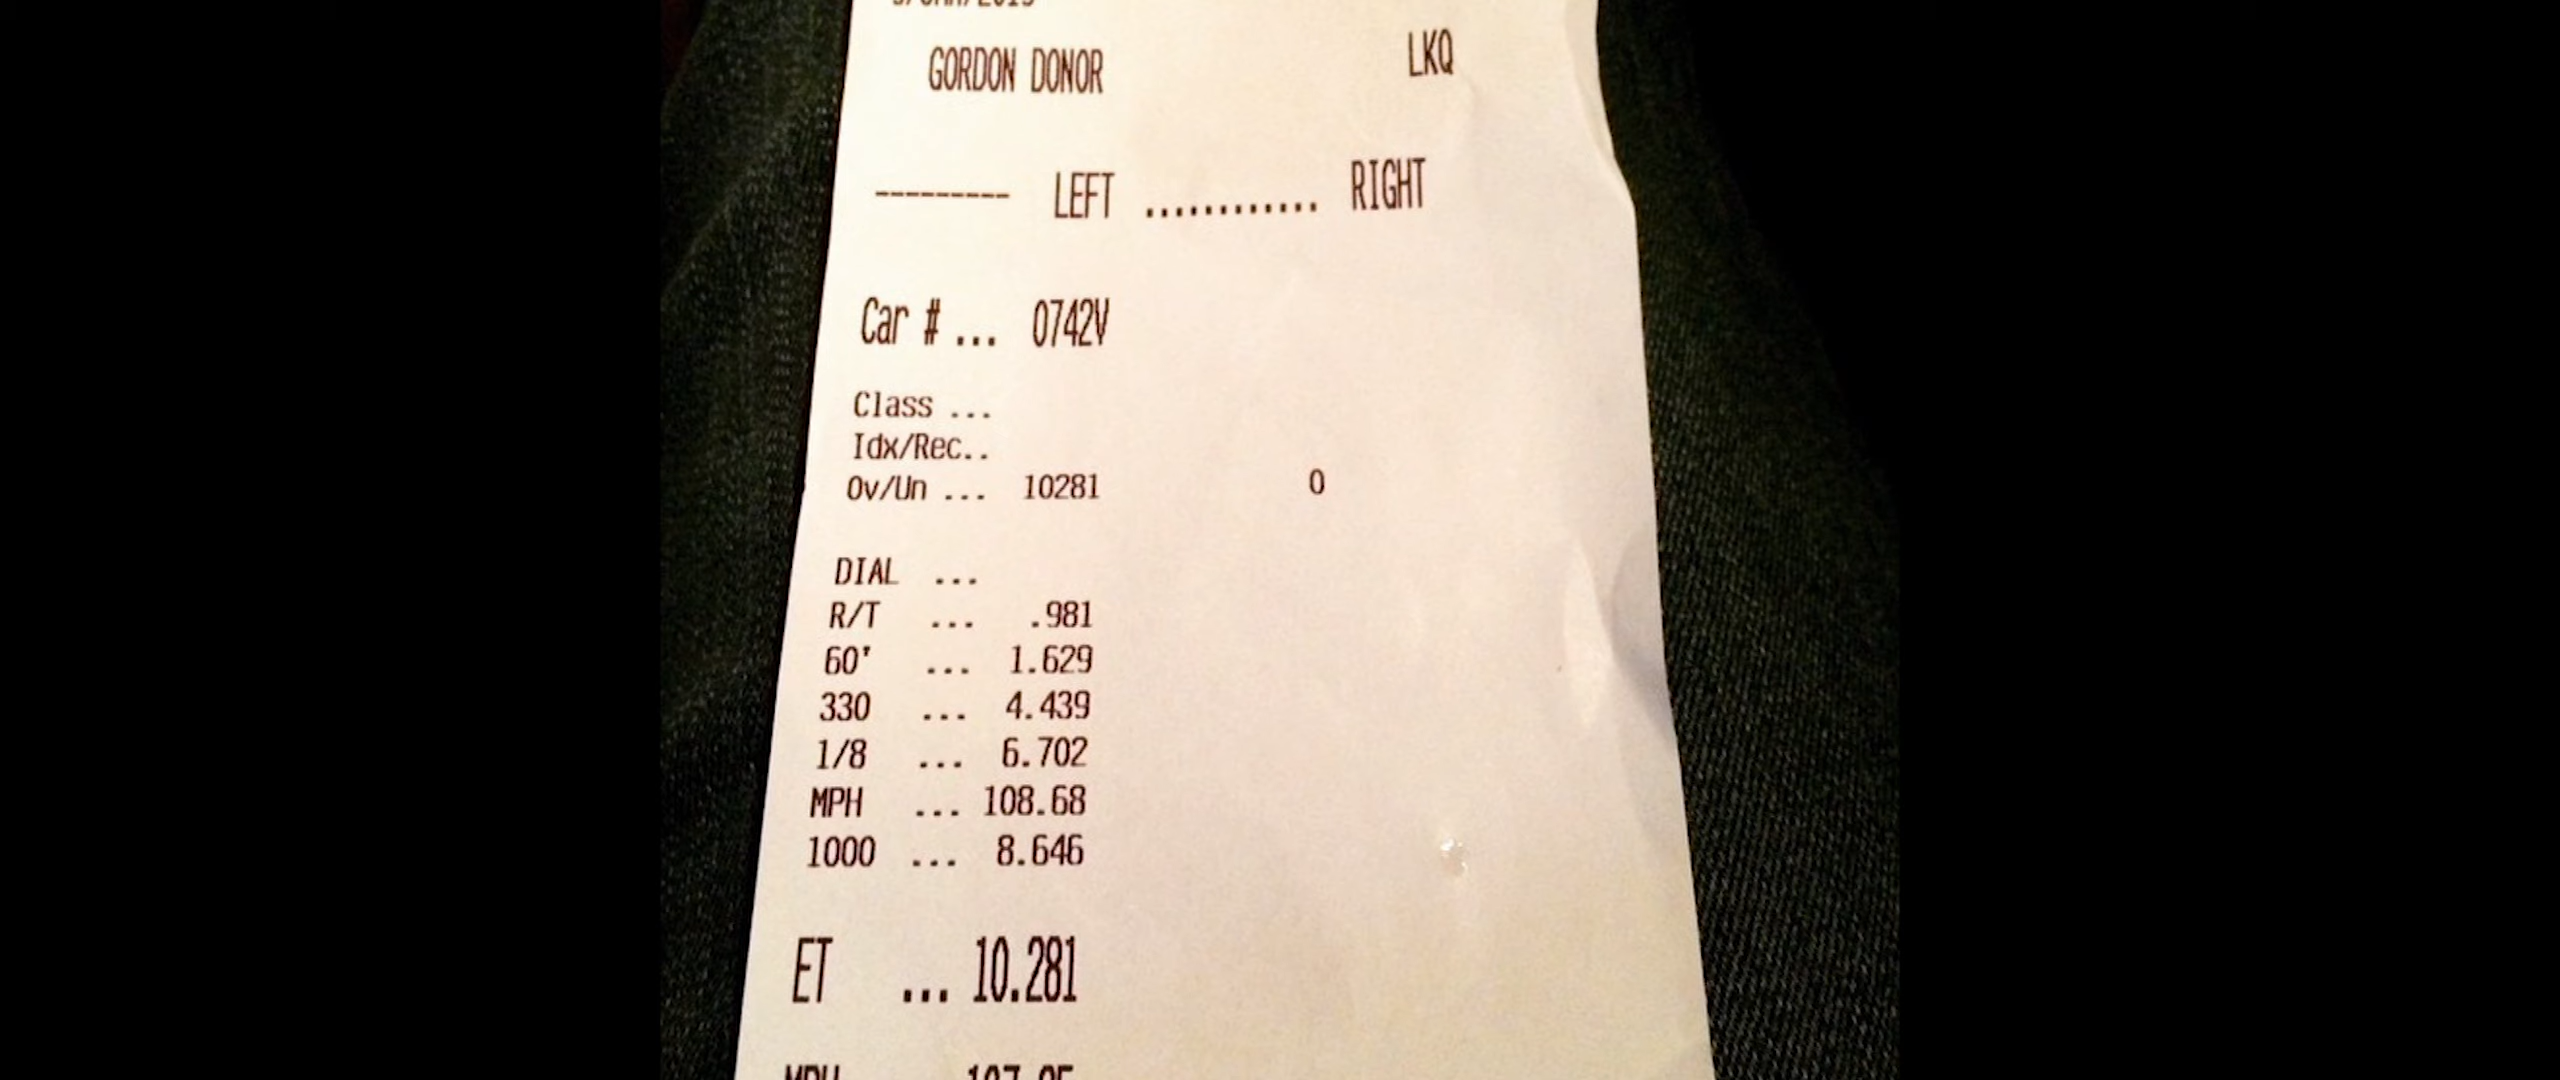 GORDON DONOR LKQ
--------- LEFT ............ RIGHT
Car # ... 0742V
Class ...
Idx/Rec..
Ov/Un ... 10281 0
DIAL ...
R/T ... .981
60' ... 1.629
330 ... 4.439
1/8 ... 6.702
MPH ... 108.68
1000 ... 8.646
ET ... 10.281
MPH